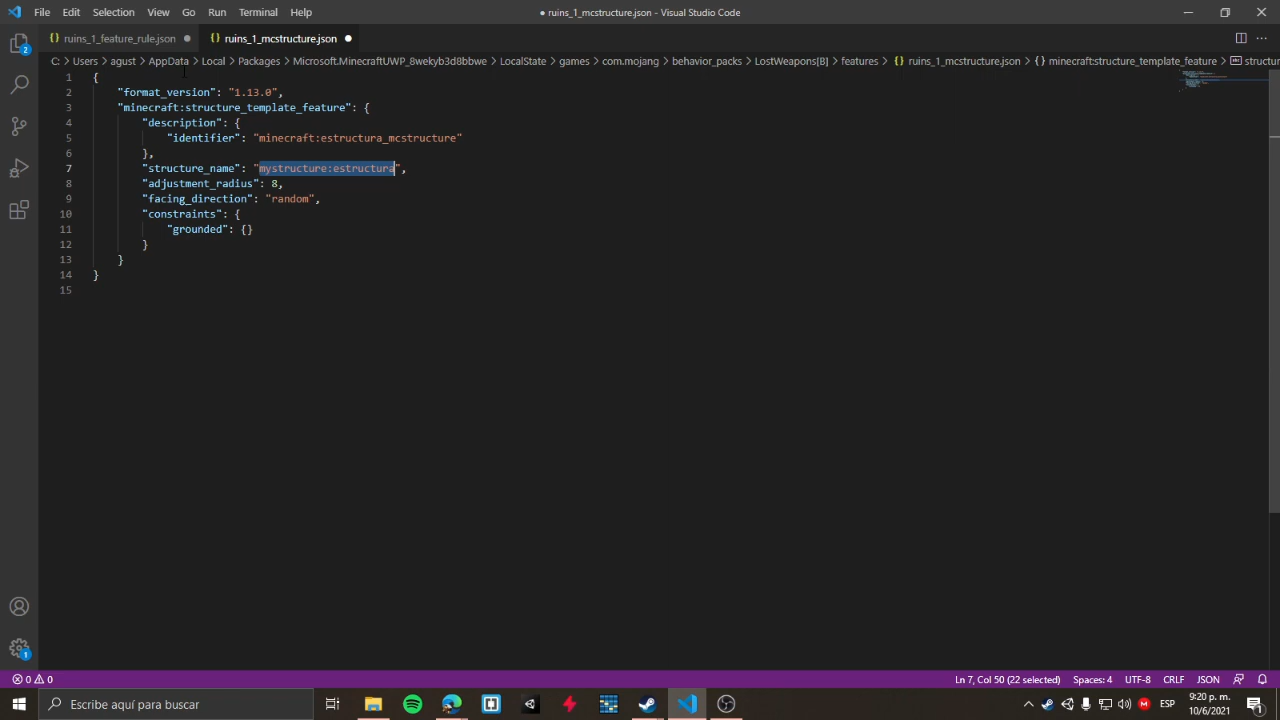 File Edit Selection View Go Run Terminal Help
● ruins_1_mcstructure.json - Visual Studio Code
{} ruins_1_feature_rule.json ● {} ruins_1_mcstructure.json ●
C: > Users > agust > AppData > Local > Packages > Microsoft.MinecraftUWP_8wekyb3d8bbwe > LocalState > games > com.mojang > behavior_packs > LostWeapons[B] > features > {} ruins_1_mcstructure.json > {} minecraft:structure_template_feature > structur
1 {
2 "format_version": "1.13.0",
3 "minecraft:structure_template_feature": {
4 "description": {
5 "identifier": "minecraft:estructura_mcstructure"
6 },
7 "structure_name": "mystructure:estructura",
8 "adjustment_radius": 8,
9 "facing_direction": "random",
10 "constraints": {
11 "grounded": {}
12 }
13 }
14 }
15
2
1
0 0
Ln 7, Col 50 (22 selected) Spaces: 4 UTF-8 CRLF JSON
Escribe aquí para buscar
ESP
9:20 p. m.
10/6/2021
1